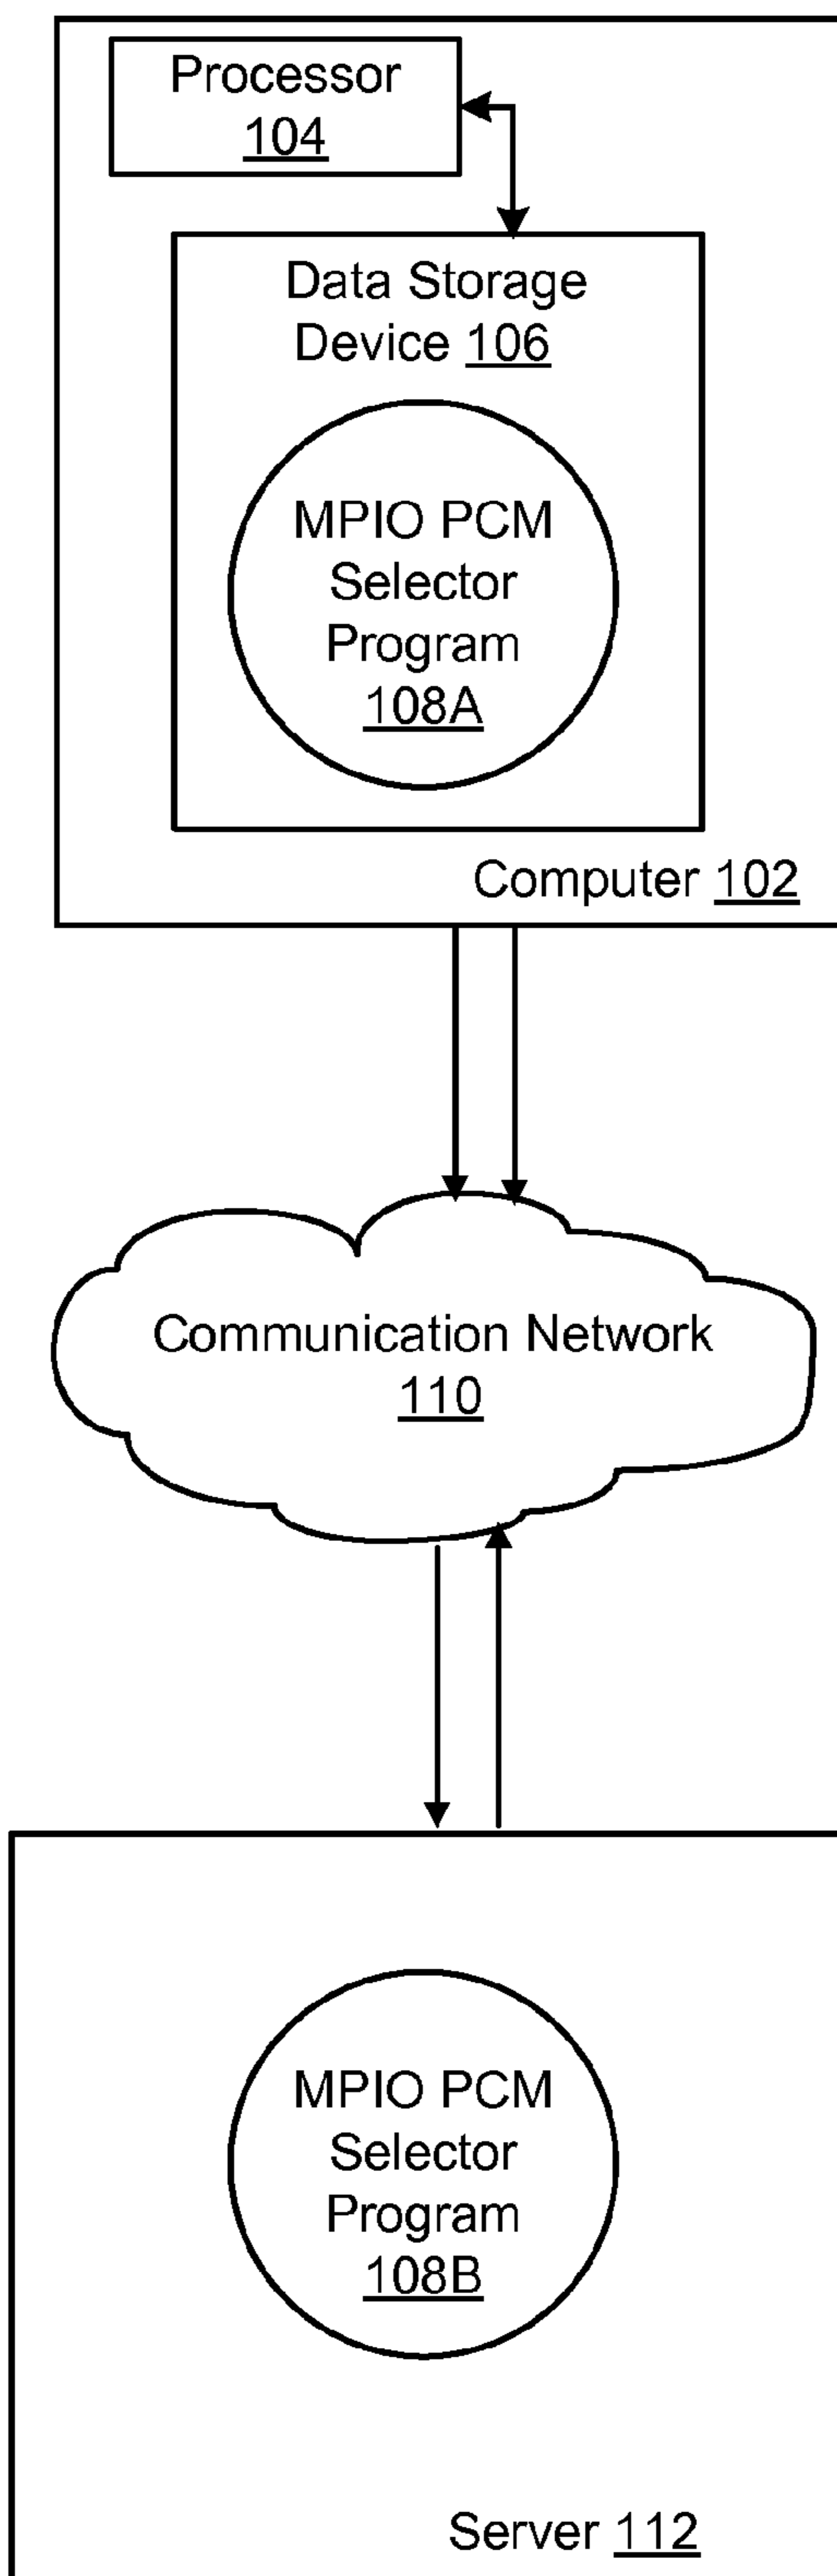 Processor
104
Data Storage
Device 106
MPIO PCM
Selector
Program
108A
Computer 102
Communication Network
110
MPIO PCM
Selector
Program
108B
Server 112